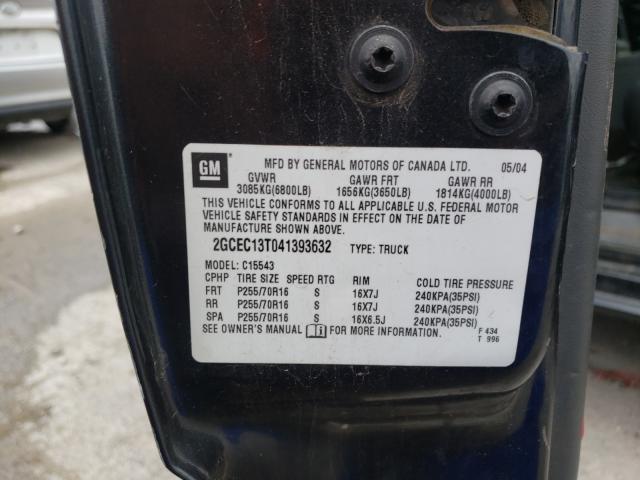 GM MFD BY GENERAL MOTORS OF CANADA LTD. 05/04
GVWR GAWR FRT GAWR RR
3085KG(6800LB) 1656KG(3650LB) 1814KG(4000LB)
THIS VEHICLE CONFORMS TO ALL APPLICABLE U.S. FEDERAL MOTOR
VEHICLE SAFETY STANDARDS IN EFFECT ON THE DATE OF
MANUFACTURE SHOWN ABOVE.
2GCEC13T041393632 TYPE: TRUCK
MODEL: C15543
CPHP TIRE SIZE SPEED RTG RIM COLD TIRE PRESSURE
FRT P255/70R16 S 16X7J 240KPA(35PSI)
RR P255/70R16 S 16X7J 240KPA(35PSI)
SPA P255/70R16 S 16X6.5J 240KPA(35PSI)
SEE OWNER'S MANUAL FOR MORE INFORMATION. F 434
T 996